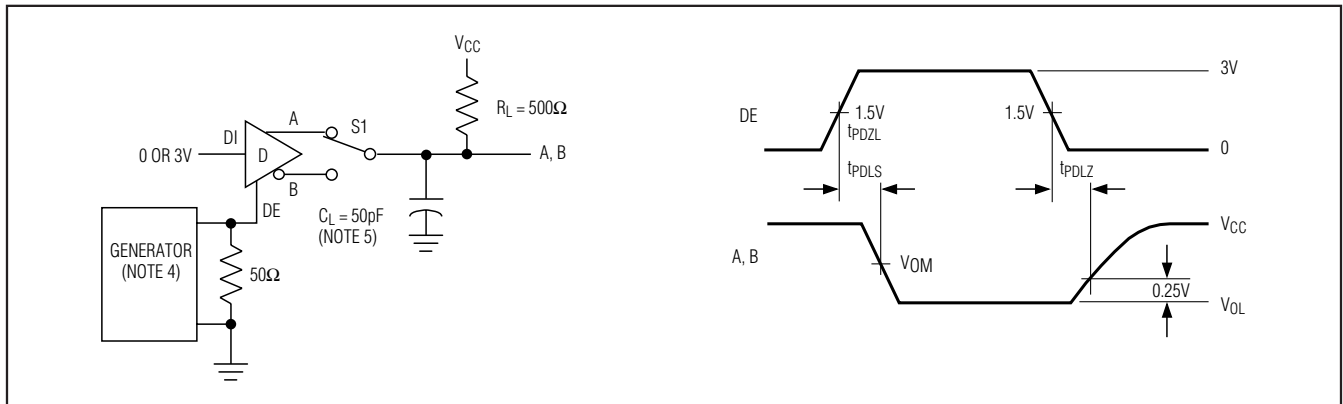 VCC
RL = 500Ω
A
S1
DI
0 OR 3V
D
A, B
B
DE
CL = 50pF
(NOTE 5)
GENERATOR
(NOTE 4)
50Ω
3V
DE
1.5V
1.5V
tPDZL
0
tPDLS
tPDLZ
VCC
A, B
VOM
0.25V
VOL